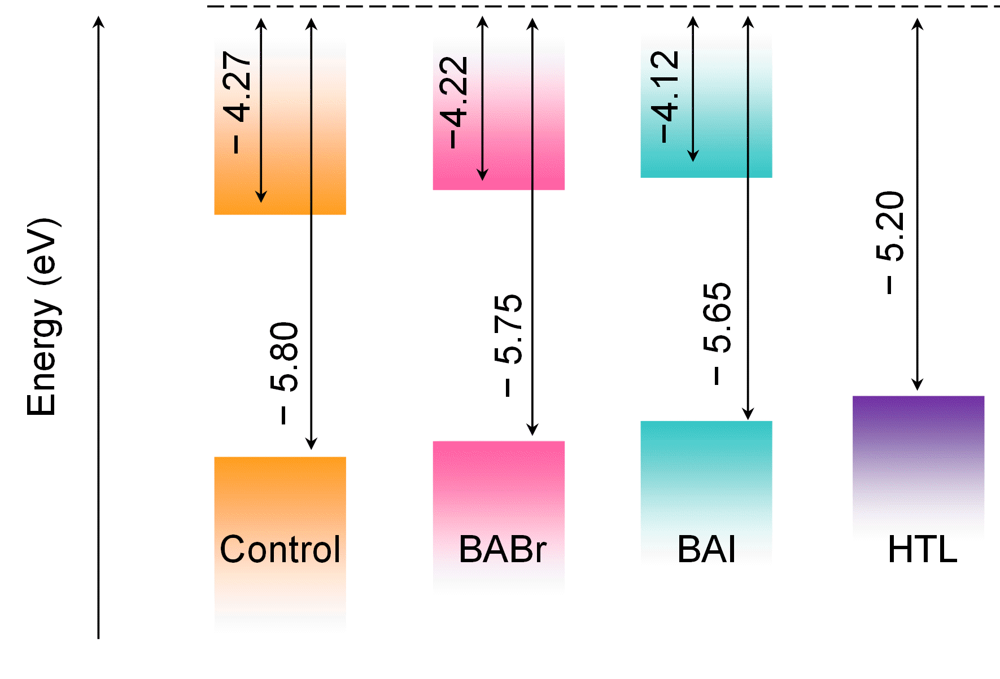 Energy (eV)
− 4.27
− 5.80
Control
−4.22
− 5.75
BABr
−4.12
− 5.65
BAI
− 5.20
HTL